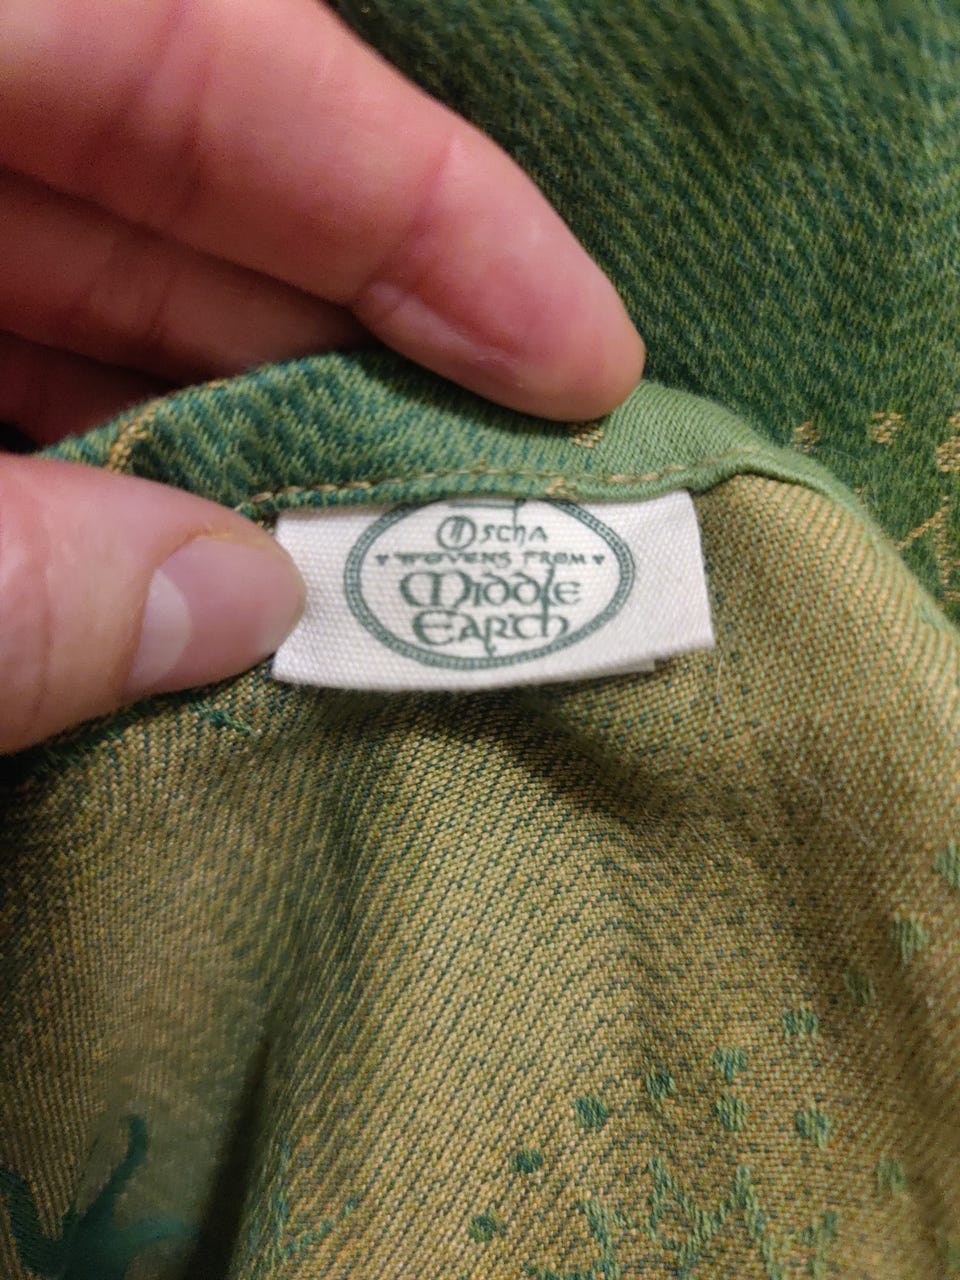 Oscha
WOVENS FROM
Middle
Earth